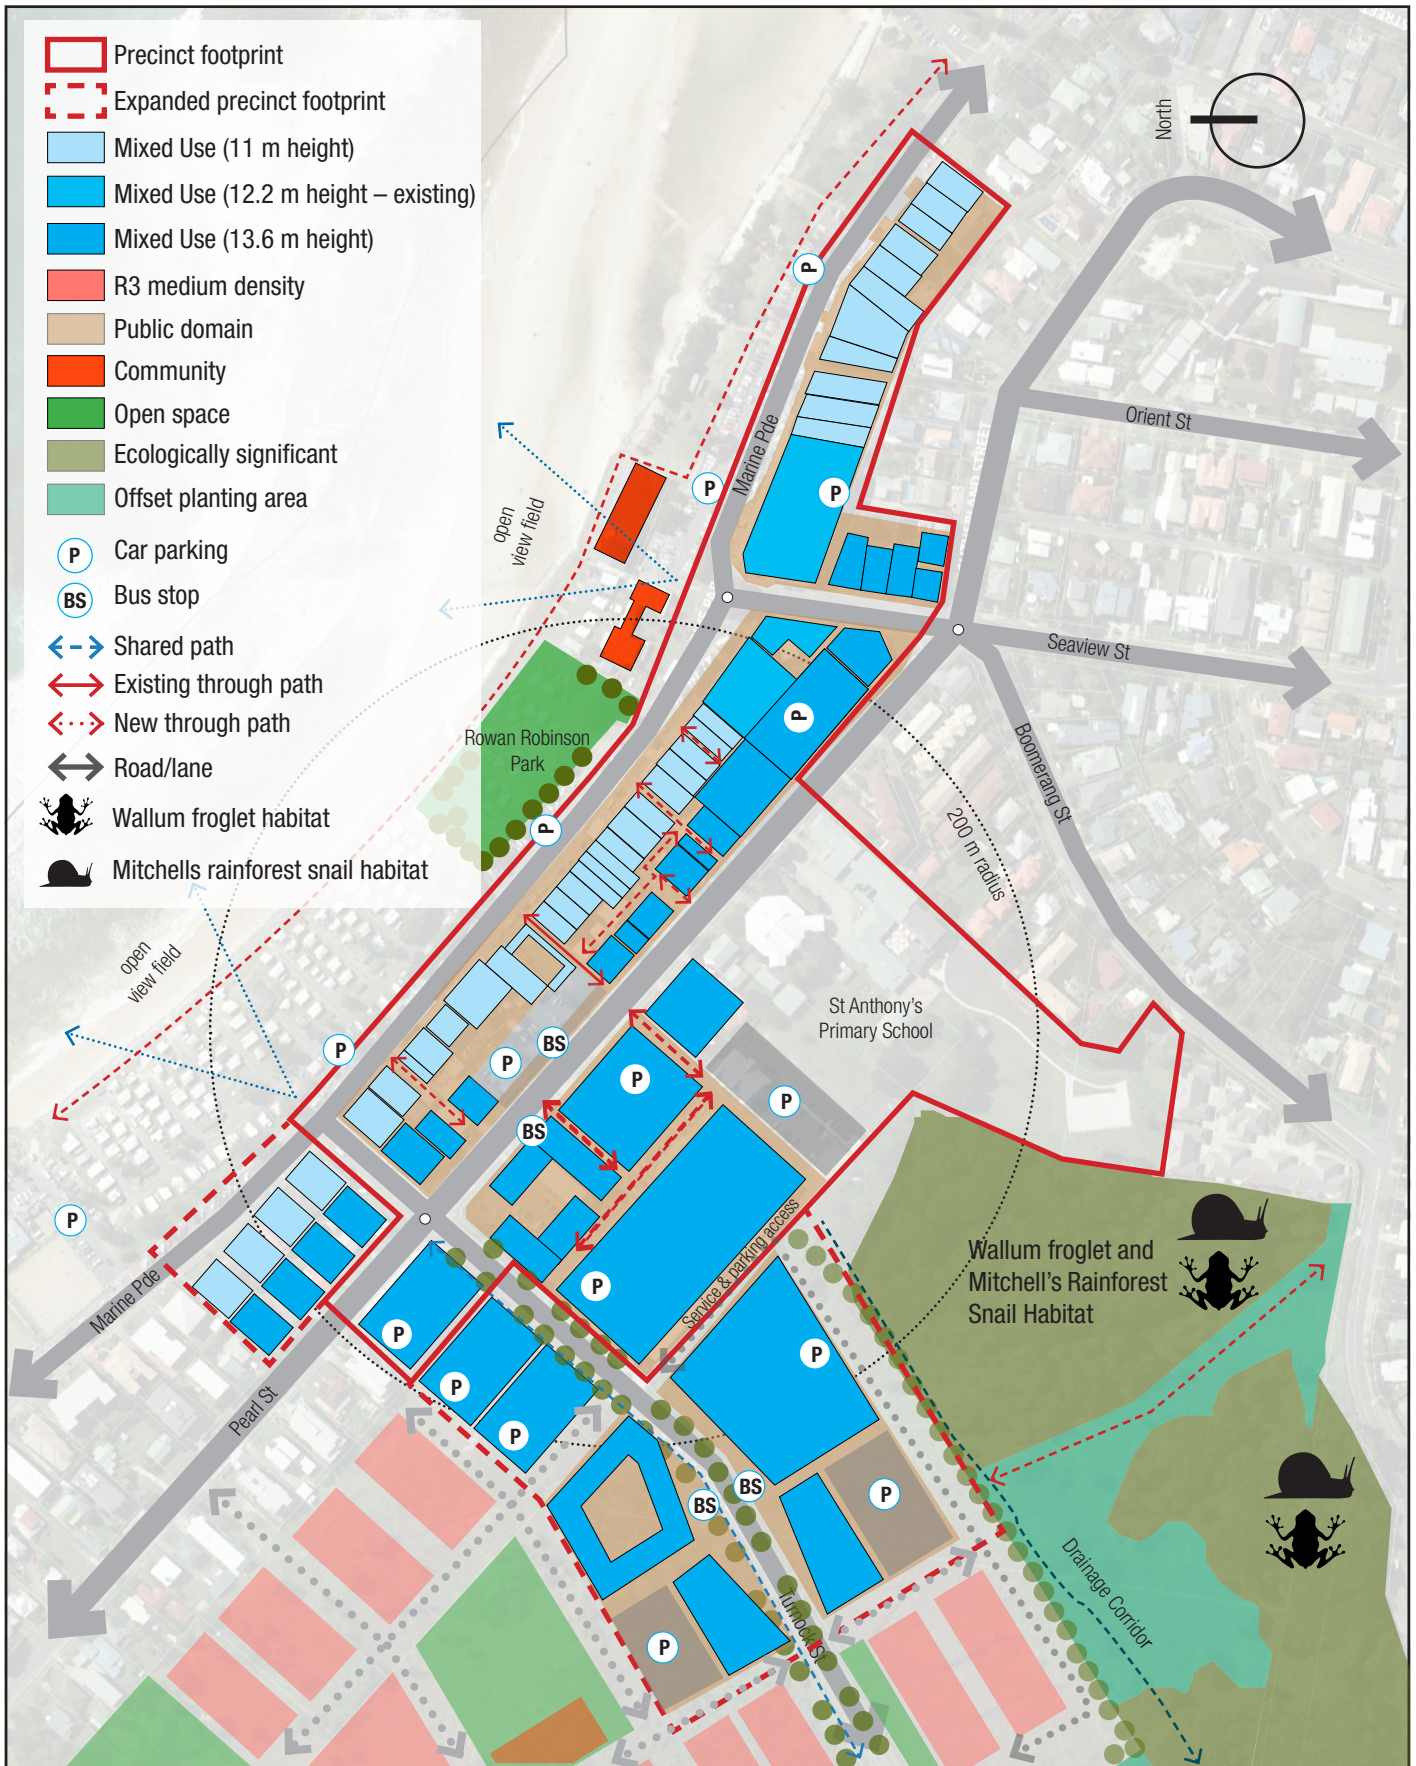 Precinct footprint
Expanded precinct footprint
Mixed Use (11 m height)
Mixed Use (12.2 m height – existing)
Mixed Use (13.6 m height)
R3 medium density
Public domain
Community
Open space
Ecologically significant
Offset planting area
P
Car parking
BS
Bus stop
Shared path
Existing through path
New through path
Road/lane
Wallum froglet habitat
Mitchells rainforest snail habitat
North
P
Orient St
Marine Pde
P
P
open
view field
Seaview St
Rowan Robinson
Park
P
Boomerang St
P
200 m radius
open
view field
St Anthony's
Primary School
P
BS
P
P
P
BS
P
Service & parking access
Wallum froglet and
Mitchell's Rainforest
Snail Habitat
Marine Pde
P
P
P
P
Pearl St
P
BS
BS
P
Drainage Corridor
Turnock St
P